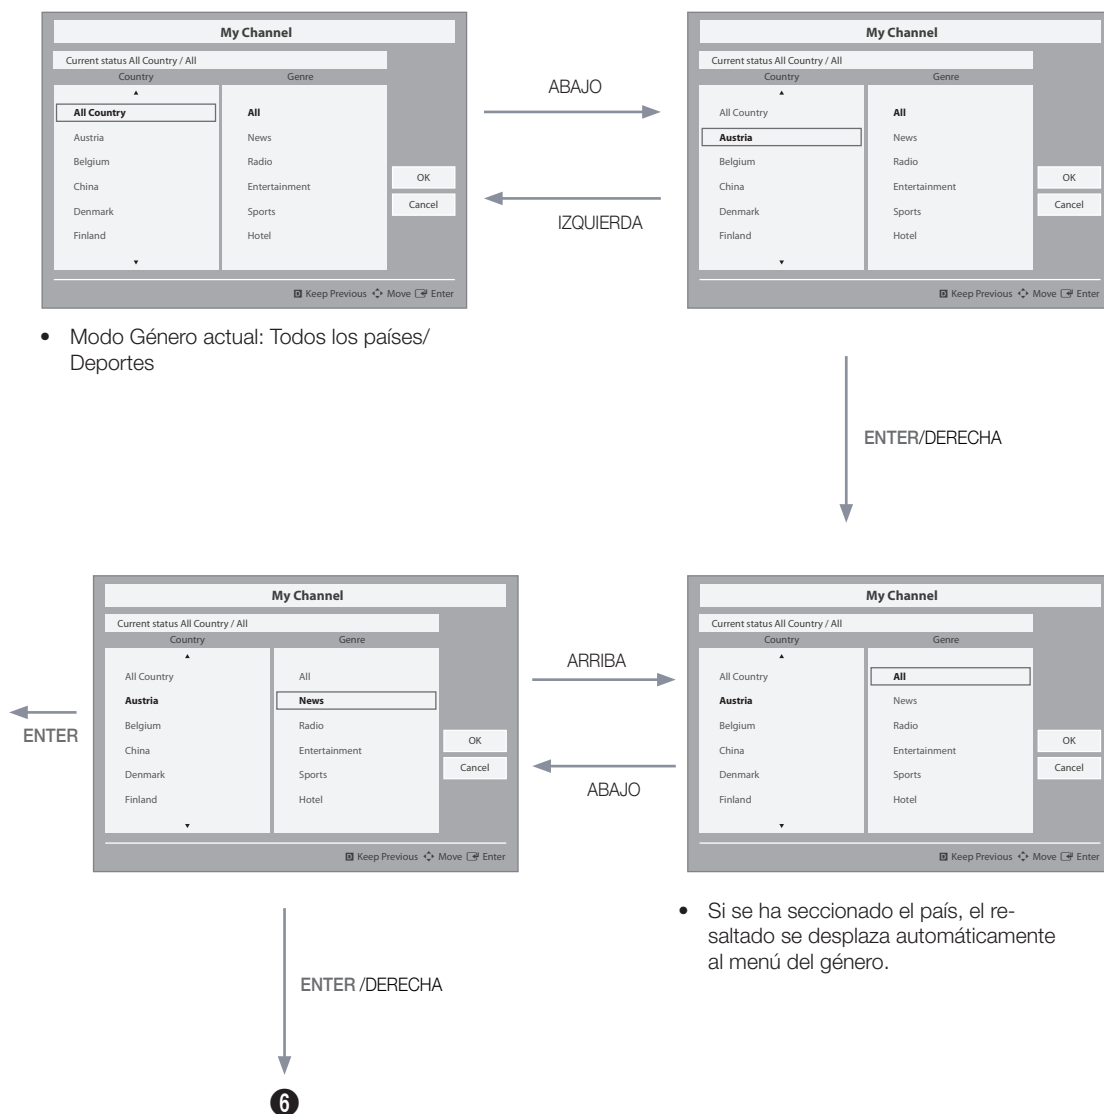 My Channel
Current status All Country / All
Country Genre
▲
All Country All
Austria News
Belgium Radio
China Entertainment
Denmark Sports
Finland Hotel
▼
OK
Cancel
D Keep Previous Move Enter
ABAJO
IZQUIERDA
My Channel
Current status All Country / All
Country Genre
▲
All Country All
Austria News
Belgium Radio
China Entertainment
Denmark Sports
Finland Hotel
▼
OK
Cancel
D Keep Previous Move Enter
• Modo Género actual: Todos los países/
Deportes
ENTER/DERECHA
My Channel
Current status All Country / All
Country Genre
▲
All Country All
Austria News
Belgium Radio
China Entertainment
Denmark Sports
Finland Hotel
▼
OK
Cancel
D Keep Previous Move Enter
ENTER
ARRIBA
ABAJO
My Channel
Current status All Country / All
Country Genre
▲
All Country All
Austria News
Belgium Radio
China Entertainment
Denmark Sports
Finland Hotel
▼
OK
Cancel
D Keep Previous Move Enter
• Si se ha seccionado el país, el re-
saltado se desplaza automáticamente
al menú del género.
ENTER /DERECHA
6